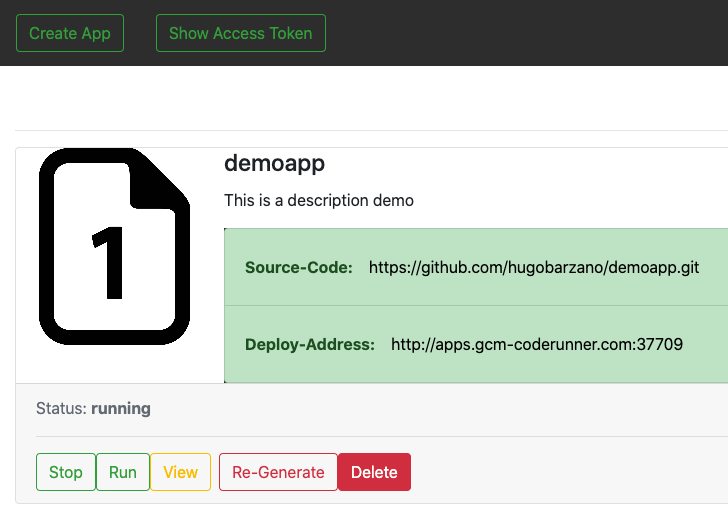 Create App Show Access Token
1
demoapp
This is a description demo
Source-Code: https://github.com/hugobarzano/demoapp.git
Deploy-Address: http://apps.gcm-coderunner.com:37709
Status: running
Stop Run View Re-Generate Delete